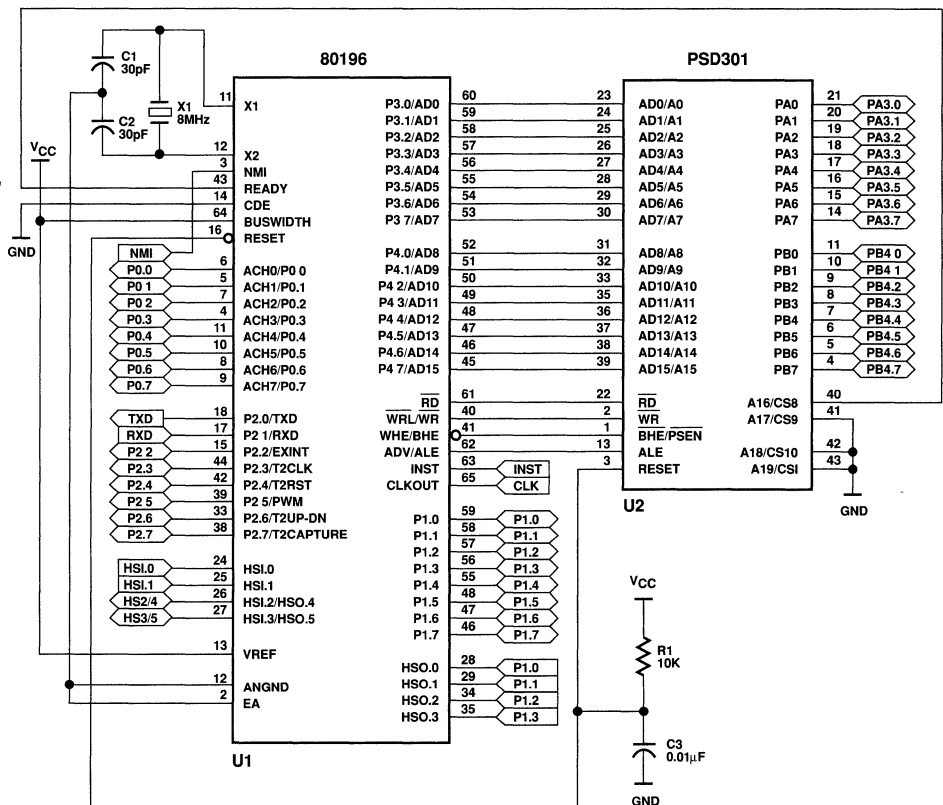 80196
PSD301
C1
30pF
C2
30pF
X1
8MHz
VCC
GND
11 X1
12 X2
3 NMI
43 READY
14 CDE
64 BUSWIDTH
16 RESET
NMI
P0.0 6 ACH0/P0 0
P0 1 5 ACH1/P0.1
P0 2 7 ACH2/P0.2
P0.3 4 ACH3/P0.3
P0.4 11 ACH4/P0.4
P0.5 10 ACH5/P0.5
P0.6 8 ACH6/P0.6
P0.7 9 ACH7/P0.7
TXD 18 P2.0/TXD
RXD 17 P2 1/RXD
P2 2 15 P2.2/EXINT
P2.3 44 P2.3/T2CLK
P2.4 42 P2.4/T2RST
P2 5 39 P2 5/PWM
P2.6 33 P2.6/T2UP-DN
P2.7 38 P2.7/T2CAPTURE
HSI.0 24 HSI.0
HSI.1 25 HSI.1
HS2/4 26 HSI.2/HSO.4
HS3/5 27 HSI.3/HSO.5
13 VREF
12 ANGND
2 EA
U1
P3.0/AD0 60 23 AD0/A0
P3.1/AD1 59 24 AD1/A1
P3.2/AD2 58 25 AD2/A2
P3.3/AD3 57 26 AD3/A3
P3.4/AD4 56 27 AD4/A4
P3.5/AD5 55 28 AD5/A5
P3.6/AD6 54 29 AD6/A6
P3 7/AD7 53 30 AD7/A7
P4.0/AD8 52 31 AD8/A8
P4.1/AD9 51 32 AD9/A9
P4 2/AD10 50 33 AD10/A10
P4 3/AD11 49 35 AD11/A11
P4 4/AD12 48 36 AD12/A12
P4.5/AD13 47 37 AD13/A13
P4.6/AD14 46 38 AD14/A14
P4 7/AD15 45 39 AD15/A15
RD 61 22 RD
WRL/WR 40 2 WR
WHE/BHE 41 1 BHE/PSEN
ADV/ALE 62 13 ALE
3 RESET
INST 63 INST
CLKOUT 65 CLK
P1.0 59 P1.0
P1.1 58 P1.1
P1.2 57 P1.2
P1.3 56 P1.3
P1.4 55 P1.4
P1.5 48 P1.5
P1.6 47 P1.6
P1.7 46 P1.7
HSO.0 28 P1.0
HSO.1 29 P1.1
HSO.2 34 P1.2
HSO.3 35 P1.3
PA0 21 PA3.0
PA1 20 PA3.1
PA2 19 PA3.2
PA3 18 PA3.3
PA4 17 PA3.4
PA5 16 PA3.5
PA6 15 PA3.6
PA7 14 PA3.7
PB0 11 PB4 0
PB1 10 PB4 1
PB2 9 PB4.2
PB3 8 PB4.3
PB4 7 PB4.4
PB5 6 PB4.5
PB6 5 PB4.6
PB7 4 PB4.7
A16/CS8 40
A17/CS9 41
A18/CS10 42
A19/CSI 43
U2
GND
VCC
R1
10K
C3
0.01µF
GND